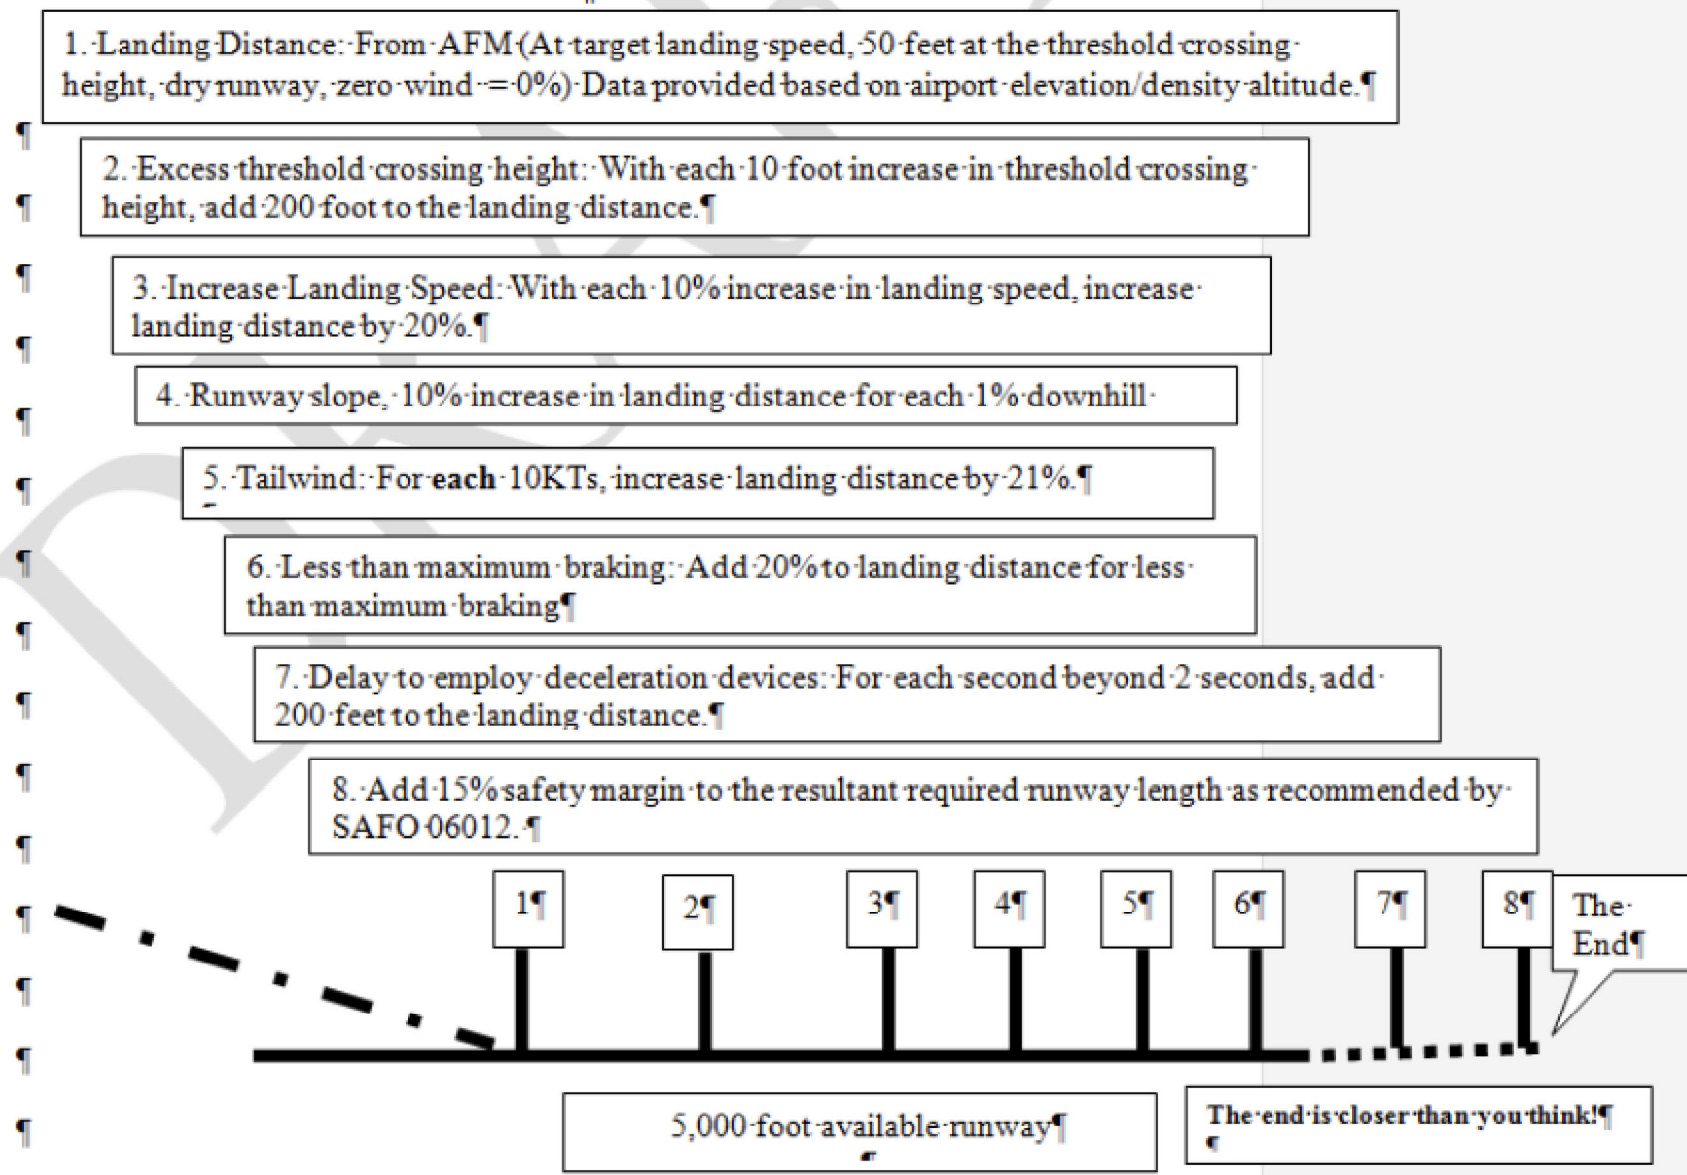 1. Landing Distance: From AFM (At target landing speed, 50 feet at the threshold crossing
height, dry runway, zero wind = 0%) Data provided based on airport elevation/density altitude.¶
¶
2. Excess threshold crossing height: With each 10 foot increase in threshold crossing
height, add 200 foot to the landing distance.¶
¶
¶
3. Increase Landing Speed: With each 10% increase in landing speed, increase
landing distance by 20%.¶
¶
4. Runway slope, 10% increase in landing distance for each 1% downhill
¶
5. Tailwind: For each 10KTs, increase landing distance by 21%.¶
¶
6. Less than maximum braking: Add 20% to landing distance for less
than maximum braking¶
¶
¶
7. Delay to employ deceleration devices: For each second beyond 2 seconds, add
200 feet to the landing distance.¶
¶
8. Add 15% safety margin to the resultant required runway length as recommended by
SAFO 06012. ¶
¶
¶
1¶ 2¶ 3¶ 4¶ 5¶ 6¶ 7¶ 8¶
The
End¶
¶
¶
¶
5,000 foot available runway¶
The end is closer than you think!¶
¶
¶